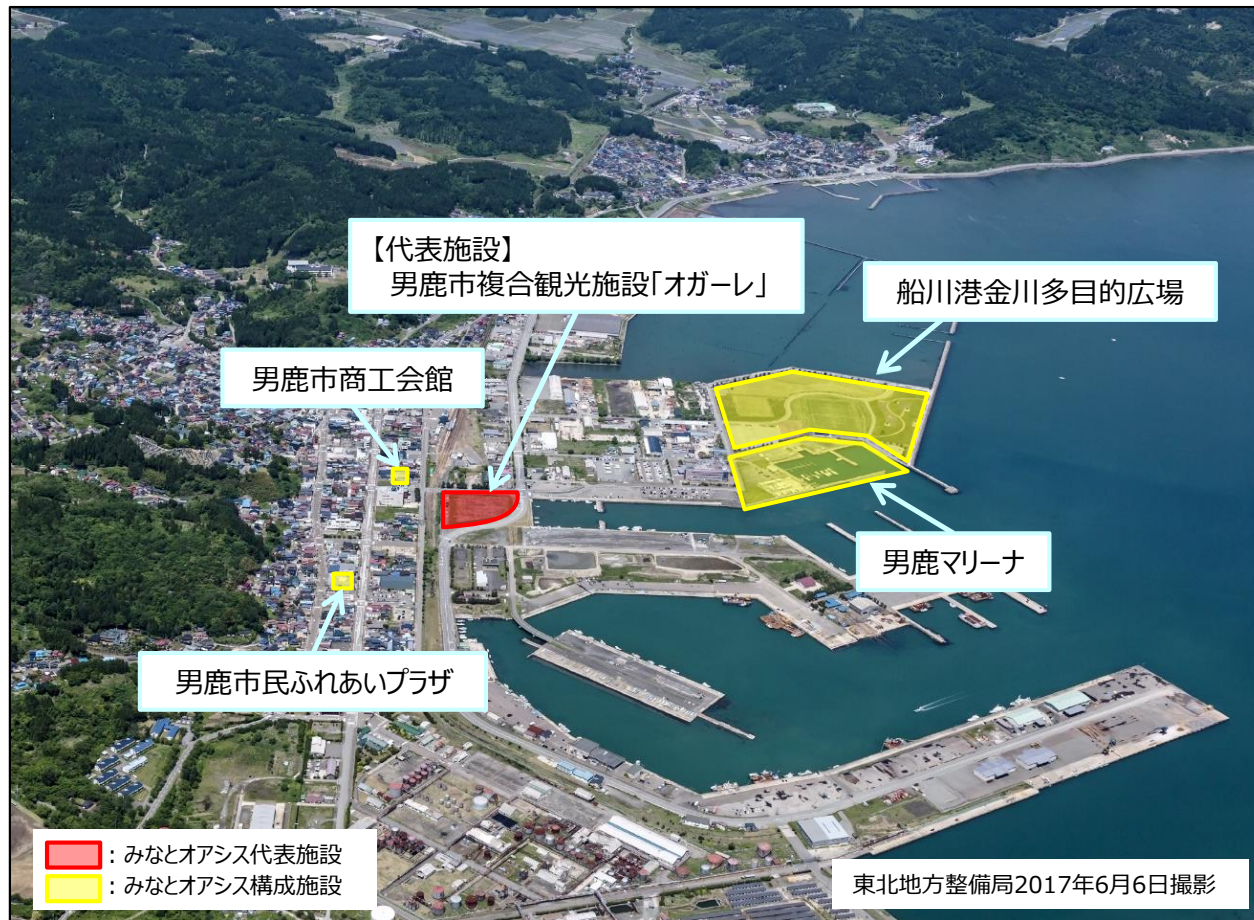 【代表施設】
男鹿市複合観光施設「オガーレ」
船川港金川多目的広場
男鹿市商工会館
男鹿マリーナ
男鹿市民ふれあいプラザ
：みなとオアシス代表施設
：みなとオアシス構成施設
東北地方整備局2017年6月6日撮影